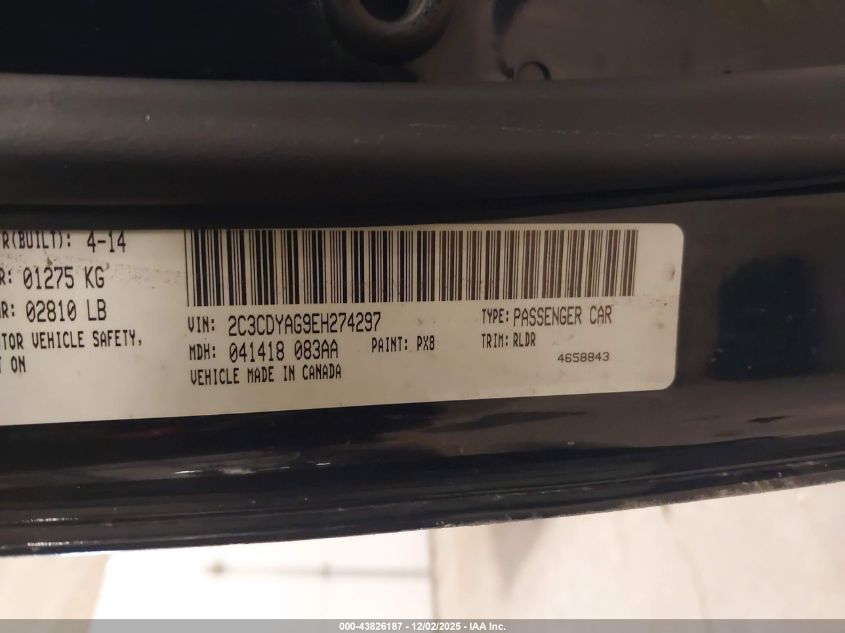 R(BUILT): 4-14
R: 01275 KG
R: 02810 LB
TOR VEHICLE SAFETY,
T ON
VIN: 2C3CDYAG9EH274297
TYPE: PASSENGER CAR
MDH: 041418 083AA
PAINT: PX8
TRIM: RLDR
VEHICLE MADE IN CANADA
4658843
000-43826187 - 12/02/2025 - IAA Inc.